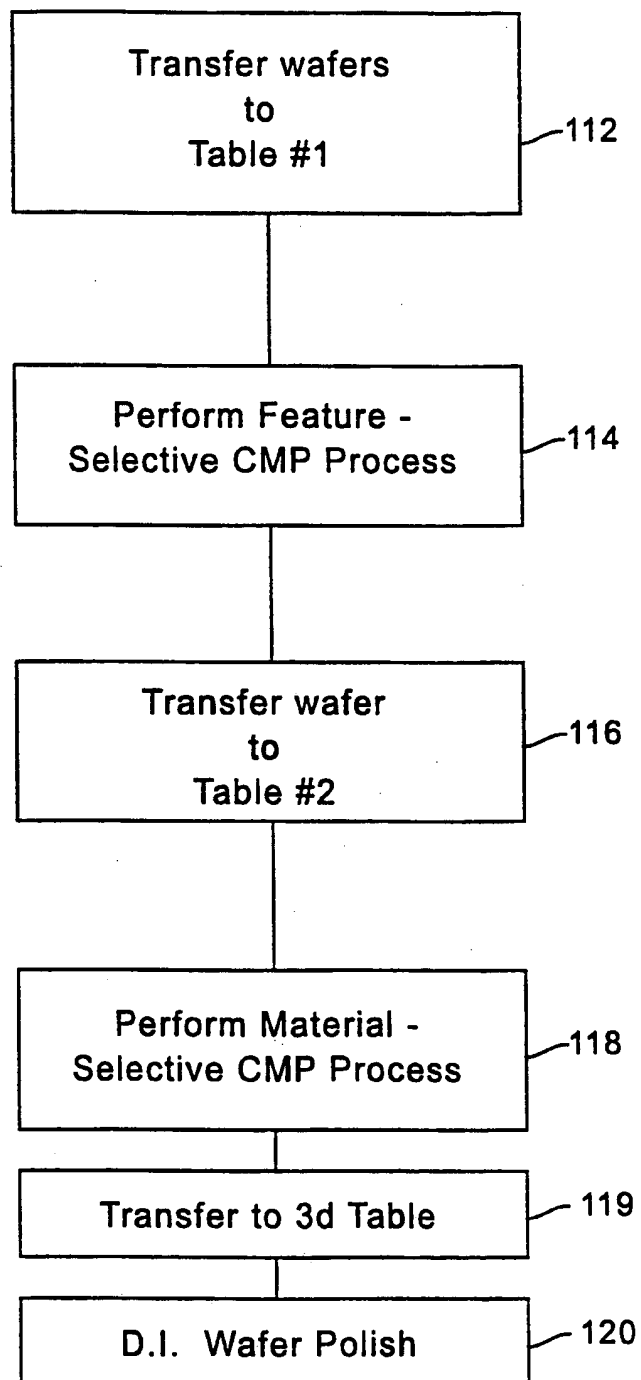 Transfer wafers
to
Table #1
112
Perform Feature -
Selective CMP Process
114
Transfer wafer
to
Table #2
116
Perform Material -
Selective CMP Process
118
Transfer to 3d Table
119
D.I. Wafer Polish
120